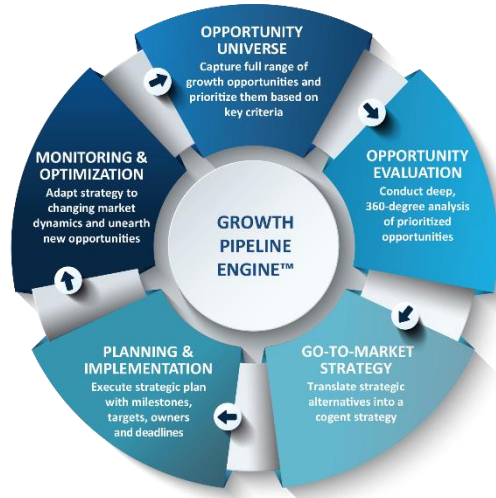 OPPORTUNITY
UNIVERSE
Capture full range of
growth opportunities and
prioritize them based on
key criteria
OPPORTUNITY
EVALUATION
Conduct deep,
360-degree analysis
of prioritized
opportunities
GO-TO-MARKET
STRATEGY
Translate strategic
alternatives into a
cogent strategy
PLANNING &
IMPLEMENTATION
Execute strategic plan
with milestones,
targets, owners
and deadlines
MONITORING &
OPTIMIZATION
Adapt strategy to
changing market
dynamics and unearth
new opportunities
GROWTH
PIPELINE
ENGINE™